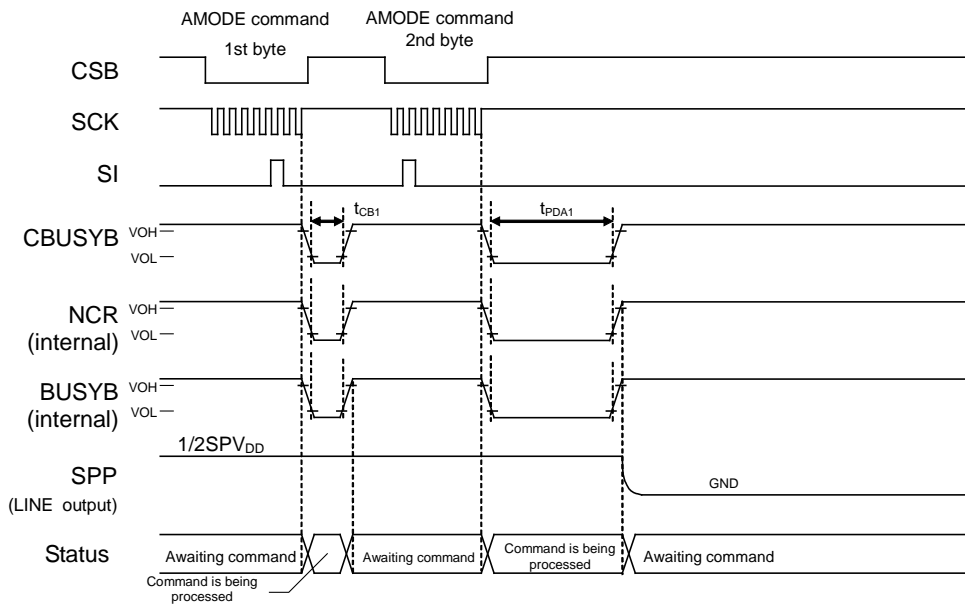 AMODE command
1st byte
AMODE command
2nd byte
CSB
SCK
SI
tCB1
tPDA1
CBUSYB
VOH
VOL
NCR
(internal)
VOH
VOL
BUSYB
(internal)
VOH
VOL
1/2SPVDD
SPP
(LINE output)
GND
Status
Awaiting command
Awaiting command
Command is being
processed
Awaiting command
Command is being
processed